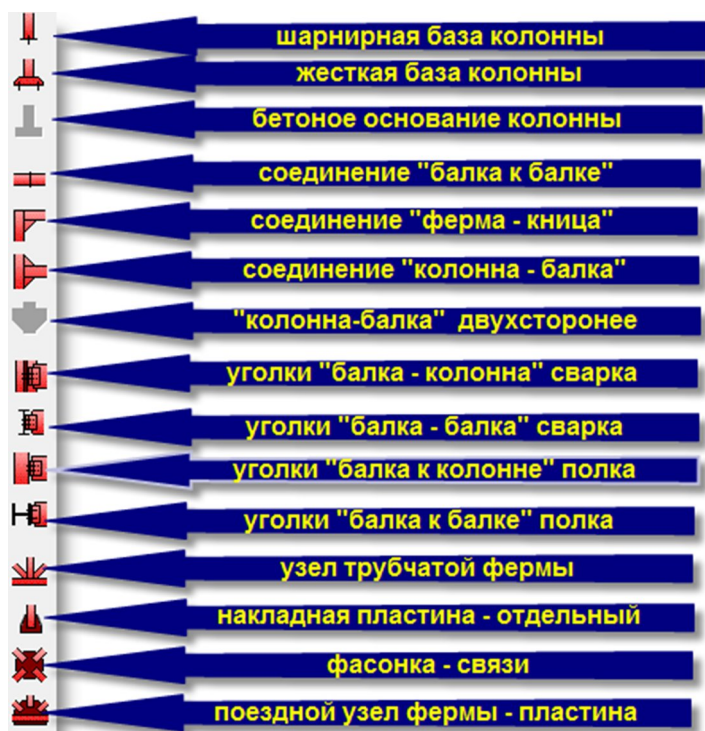 шарнирная база колонны
жесткая база колонны
бетоное основание колонны
соединение "балка к балке"
соединение "ферма - кница"
соединение "колонна - балка"
"колонна-балка" двухсторонее
уголки "балка - колонна" сварка
уголки "балка - балка" сварка
уголки "балка к колонне" полка
уголки "балка к балке" полка
узел трубчатой фермы
накладная пластина - отдельный
фасонка - связи
поездной узел фермы - пластина